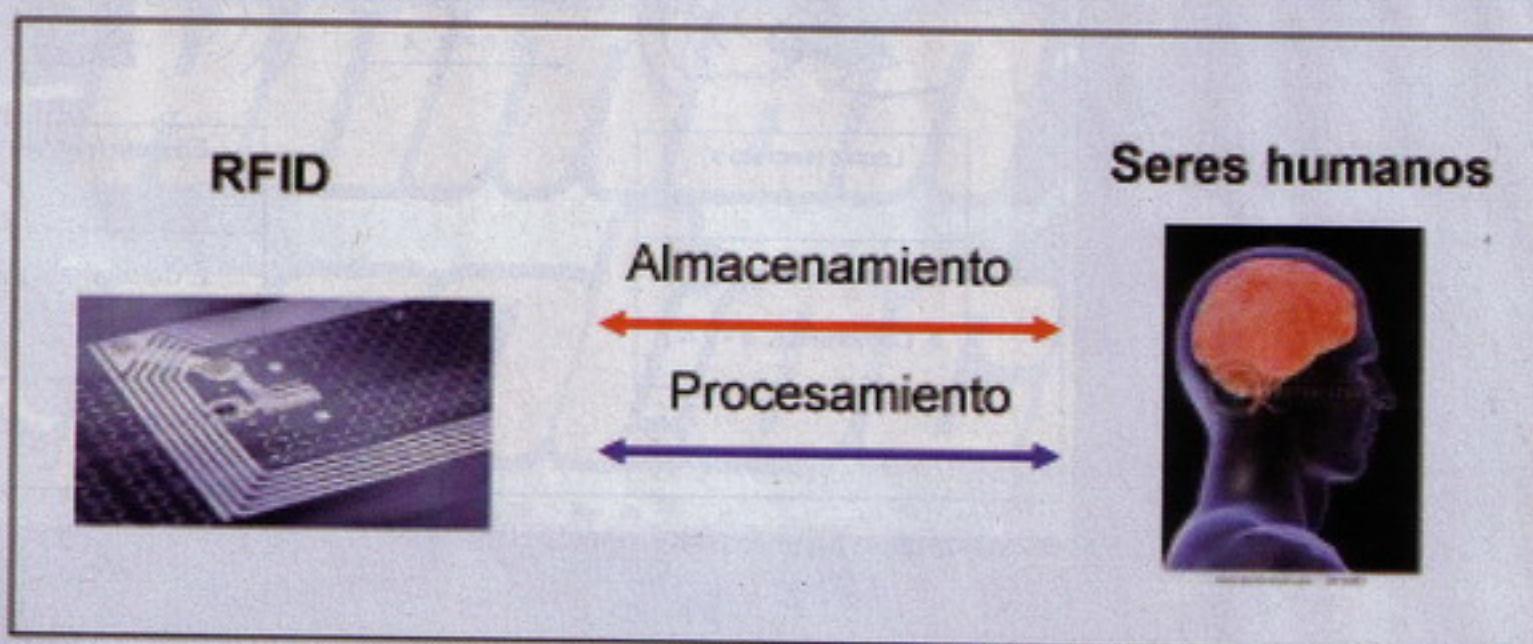 RFID
Seres humanos
Almacenamiento
Procesamiento